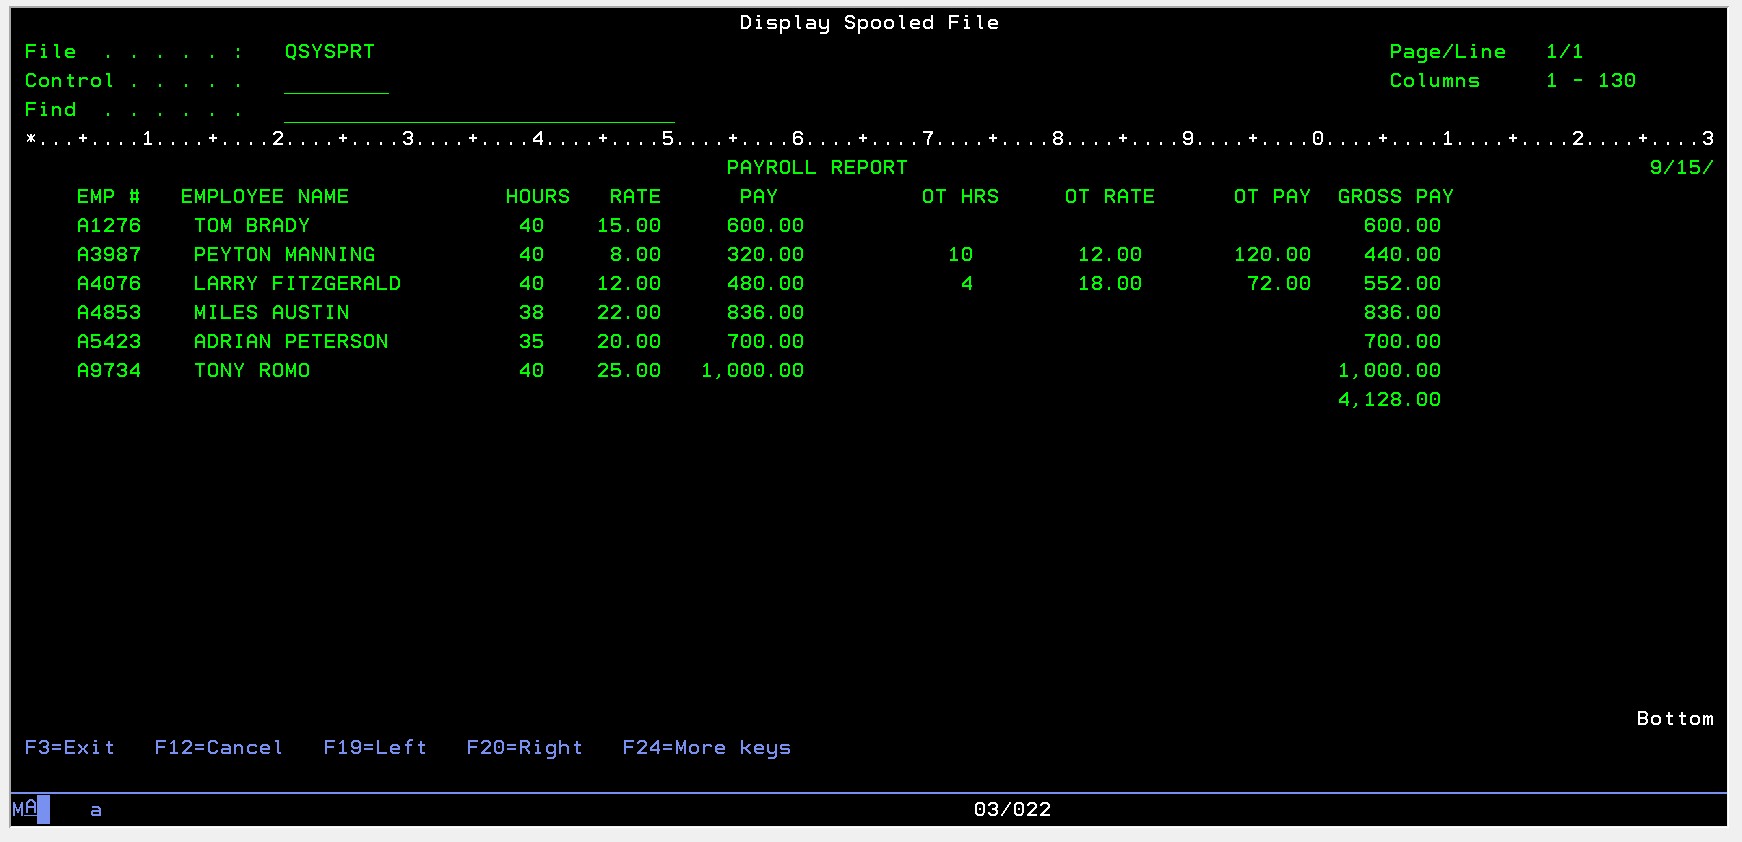 Display Spooled File
File  . . . . . :   QSYSPRT                    Page/Line   1/1
Control . . . . .   ________                   Columns     1 - 130
Find  . . . . . .   ______________________________
*...+....1....+....2....+....3....+....4....+....5....+....6....+....7....+....8....+....9....+....0....+....1....+....2....+....3
PAYROLL REPORT 9/15/
EMP #   EMPLOYEE NAME   HOURS   RATE   PAY   OT HRS   OT RATE   OT PAY   GROSS PAY
A1276   TOM BRADY   40   15.00   600.00   600.00
A3987   PEYTON MANNING   40   8.00   320.00   10   12.00   120.00   440.00
A4076   LARRY FITZGERALD   40   12.00   480.00   4   18.00   72.00   552.00
A4853   MILES AUSTIN   38   22.00   836.00   836.00
A5423   ADRIAN PETERSON   35   20.00   700.00   700.00
A9734   TONY ROMO   40   25.00   1,000.00   1,000.00
4,128.00
Bottom
F3=Exit   F12=Cancel   F19=Left   F20=Right   F24=More keys
MA   a   03/022